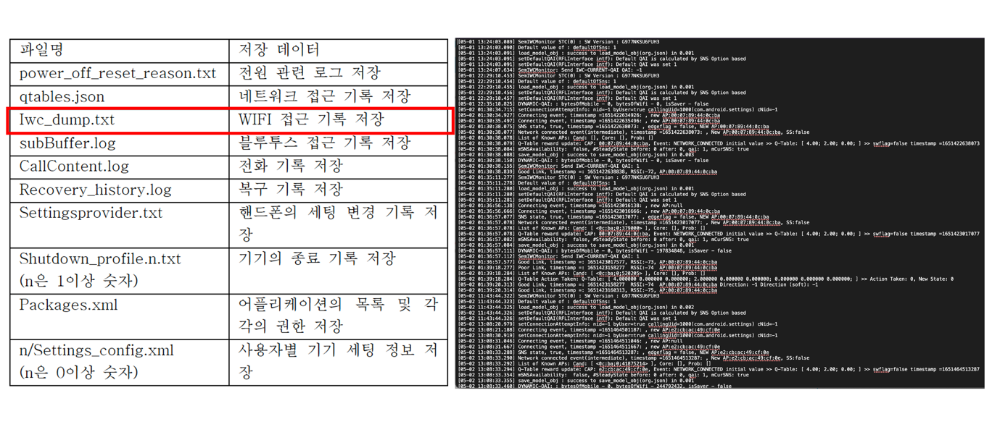 파일명 저장 데이터
power_off_reset_reason.txt 전원 관련 로그 저장
qtables.json 네트워크 접근 기록 저장
Iwc_dump.txt WIFI 접근 기록 저장
subBuffer.log 블루투스 접근 기록 저장
CallContent.log 전화 기록 저장
Recovery_history.log 복구 기록 저장
Settingsprovider.txt 핸드폰의 세팅 변경 기록 저
장
Shutdown_profile.n.txt 기기의 종료 기록 저장
(n은 1이상 숫자)
Packages.xml 어플리케이션의 목록 및 각
각의 권한 저장
n/Settings_config.xml 사용자별 기기 세팅 정보 저
(n은 0이상 숫자) 장
[05-01 13:24:03.089] SemIWCMonitor STC(0) : SW Version : G977NKSU6FUH3
[05-01 13:24:03.090] Default value of : defaultOfSns: 1
[05-01 13:24:03.091] load_model_obj : success to load_model_obj(org.json) in 0.001
[05-01 13:24:03.091] setDefaultQAI(RFLInterface intf): Default QAI is calculated by SNS Option based
[05-01 13:24:03.091] setDefaultQAI(RFLInterface intf): Default QAI was set 1
[05-01 13:24:07.634] SemIWCMonitor: Send IWC-CURRENT-QAI QAI: -1
[05-01 22:29:10.453] SemIWCMonitor STC(0) : SW Version : G977NKSU6FUH3
[05-01 22:29:10.454] Default value of : defaultOfSns: 1
[05-01 22:29:10.455] load_model_obj : success to load_model_obj(org.json) in 0.001
[05-01 22:29:10.456] setDefaultQAI(RFLInterface intf): Default QAI is calculated by SNS Option based
[05-01 22:29:10.457] setDefaultQAI(RFLInterface intf): Default QAI was set 1
[05-01 22:35:10.825] DYNAMIC-QAI: : bytesOfMobile - 0, bytesOfWifi - 0, isSaver - false
[05-02 01:30:34.715] setConnectionAttemptInfo: nid=-1 byUser=true callingUid=1000(com.android.settings) cNid=-1
[05-02 01:30:34.927] Connecting event, timestamp =1651422634926: , new AP:00:07:89:44:0c:ba
[05-02 01:30:35.497] Connecting event, timestamp =1651422635496: , new AP:00:07:89:44:0c:ba
[05-02 01:30:38.075] SNS state, true, timestamp =1651422638073: , edgeflag = false, NEW AP:00:07:89:44:0c:ba
[05-02 01:30:38.077] Network connected event(intermediate), timestamp =1651422638073: , New AP:00:07:89:44:0c:ba, SS:false
[05-02 01:30:38.078] List of Known APs: Cand: [], Core: [], Prob: []
[05-02 01:30:38.079] Q-Table reward update: CAP: 00:07:89:44:0c:ba, Event: NETWORK_CONNECTED initial value >> Q-Table: [ 4.00; 2.00; 0.00; ] >> swflag=false timestamp =1651422638073
[05-02 01:30:38.084] mSNSAvailability: false, #SteadyState before: 0 after: 0, qai: 1, mCurSNS: true
[05-02 01:30:38.088] save_model_obj : success to save_model_obj(org.json) in 0.003
[05-02 01:30:38.150] DYNAMIC-QAI: : bytesOfMobile - 0, bytesOfWifi - 0, isSaver - false
[05-02 01:30:38.155] SemIWCMonitor: Send IWC-CURRENT-QAI QAI: 1
[05-02 01:30:38.839] Good Link, timestamp =: 1651422638838, RSSI:-72, AP:00:07:89:44:0c:ba
[05-02 01:35:11.277] SemIWCMonitor STC(0) : SW Version : G977NKSU6FUH3
[05-02 01:35:11.278] Default value of : defaultOfSns: 1
[05-02 01:35:11.280] load_model_obj : success to load_model_obj(org.json) in 0.001
[05-02 01:35:11.280] setDefaultQAI(RFLInterface intf): Default QAI is calculated by SNS Option based
[05-02 01:35:11.281] setDefaultQAI(RFLInterface intf): Default QAI was set 1
[05-02 01:36:56.138] Connecting event, timestamp =1651423016138: , new AP:null
[05-02 01:36:56.666] Connecting event, timestamp =1651423016666: , new AP:00:07:89:44:0c:ba
[05-02 01:36:57.077] SNS state, true, timestamp =1651423017077: , edgeflag = false, NEW AP:00:07:89:44:0c:ba
[05-02 01:36:57.078] Network connected event(intermediate), timestamp =1651423017077: , New AP:00:07:89:44:0c:ba, SS:false
[05-02 01:36:57.078] List of Known APs: Cand: [ <0c:ba;0;379000> ], Core: [], Prob: []
[05-02 01:36:57.078] Q-Table reward update: CAP: 00:07:89:44:0c:ba, Event: NETWORK_CONNECTED initial value >> Q-Table: [ 4.00; 2.00; 0.00; ] >> swflag=false timestamp =1651423017077
[05-02 01:36:57.082] mSNSAvailability: false, #SteadyState before: 0 after: 0, qai: 1, mCurSNS: true
[05-02 01:36:57.084] save_model_obj : success to save_model_obj(org.json) in 0.001
[05-02 01:36:57.111] DYNAMIC-QAI: : bytesOfMobile - 0, bytesOfWifi - 197834848, isSaver - false
[05-02 01:36:57.112] SemIWCMonitor: Send IWC-CURRENT-QAI QAI: 1
[05-02 01:36:57.577] Good Link, timestamp =: 1651423017577, RSSI:-73, AP:00:07:89:44:0c:ba
[05-02 01:39:18.277] Poor Link, timestamp =: 1651423158277 RSSI:-74 AP:00:07:89:44:0c:ba
[05-02 01:39:18.284] List of Known APs: Cand: [ <0c:ba;0;520205> ], Core: [], Prob: []
[05-02 01:39:18.284] Q-Table Action Taken: Q-Table: [ 4.000000 0.000000 0.000000; 2.000000 0.000000 0.000000; 0.000000 0.000000 0.000000; ] >> Action Taken: 0, New State: 0
[05-02 01:39:20.313] Good Link, timestamp =: 1651423158277 RSSI:-74 AP:00:07:89:44:0c:ba Direction: -1 Direction (soft): -1
[05-02 01:39:20.314] Good Link, timestamp =: 1651423160313, RSSI:-75, AP:00:07:89:44:0c:ba
[05-02 11:43:44.322] SemIWCMonitor STC(0) : SW Version : G977NKSU6FUH3
[05-02 11:43:44.323] Default value of : defaultOfSns: 1
[05-02 11:43:44.325] load_model_obj : success to load_model_obj(org.json) in 0.002
[05-02 11:43:44.326] setDefaultQAI(RFLInterface intf): Default QAI is calculated by SNS Option based
[05-02 11:43:44.326] setDefaultQAI(RFLInterface intf): Default QAI was set 1
[05-02 13:08:20.979] setConnectionAttemptInfo: nid=-1 byUser=true callingUid=1000(com.android.settings) cNid=-1
[05-02 13:08:21.188] Connecting event, timestamp =1651464501187: , new AP:e2:cb:ac:49:cf:0e
[05-02 13:08:30.919] setConnectionAttemptInfo: nid=-1 byUser=true callingUid=1000(com.android.settings) cNid=-1
[05-02 13:08:31.046] Connecting event, timestamp =1651464511046: , new AP:null
[05-02 13:08:31.667] Connecting event, timestamp =1651464511667: , new AP:e2:cb:ac:49:cf:0e
[05-02 13:08:33.288] SNS state, true, timestamp =1651464513287: , edgeflag = false, NEW AP:e2:cb:ac:49:cf:0e
[05-02 13:08:33.290] Network connected event(intermediate), timestamp =1651464513287: , New AP:e2:cb:ac:49:cf:0e, SS:false
[05-02 13:08:33.292] List of Known APs: Cand: [ <0c:ba;0;41875214> ], Core: [], Prob: []
[05-02 13:08:33.294] Q-Table reward update: CAP: e2:cb:ac:49:cf:0e, Event: NETWORK_CONNECTED initial value >> Q-Table: [ 4.00; 2.00; 0.00; ] >> swflag=false timestamp =1651464513287
[05-02 13:08:33.354] mSNSAvailability: false, #SteadyState before: 0 after: 0, qai: 1, mCurSNS: true
[05-02 13:08:33.355] save_model_obj : success to save_model_obj(org.json) in 0.001
[05-02 13:08:33.460] DYNAMIC-QAI: : bytesOfMobile - 0, bytesOfWifi - 244792432, isSaver - false